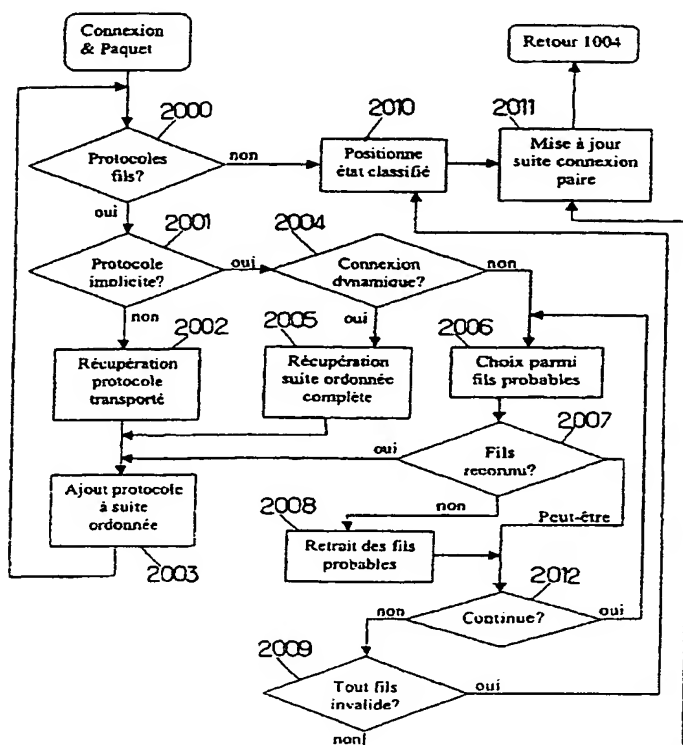 Connexion
& Paquet
Retour 1004
2000
2010
2011
Protocoles
fils?
non
Positionne
état classifié
Mise à jour
suite connexion
paire
oui
2001
2004
Protocole
implicite?
oui
Connexion
dynamique?
non
non
2002
oui
2005
2006
Récupération
protocole
transporté
Récupération
suite ordonnée
complète
Choix parmi
fils probables
2007
oui
Fils
reconnu?
Ajout protocole
à suite
ordonnée
non
Peut-être
2008
Retrait des fils
probables
2003
2012
non
Continue?
oui
2009
Tout fils
invalide?
oui
non